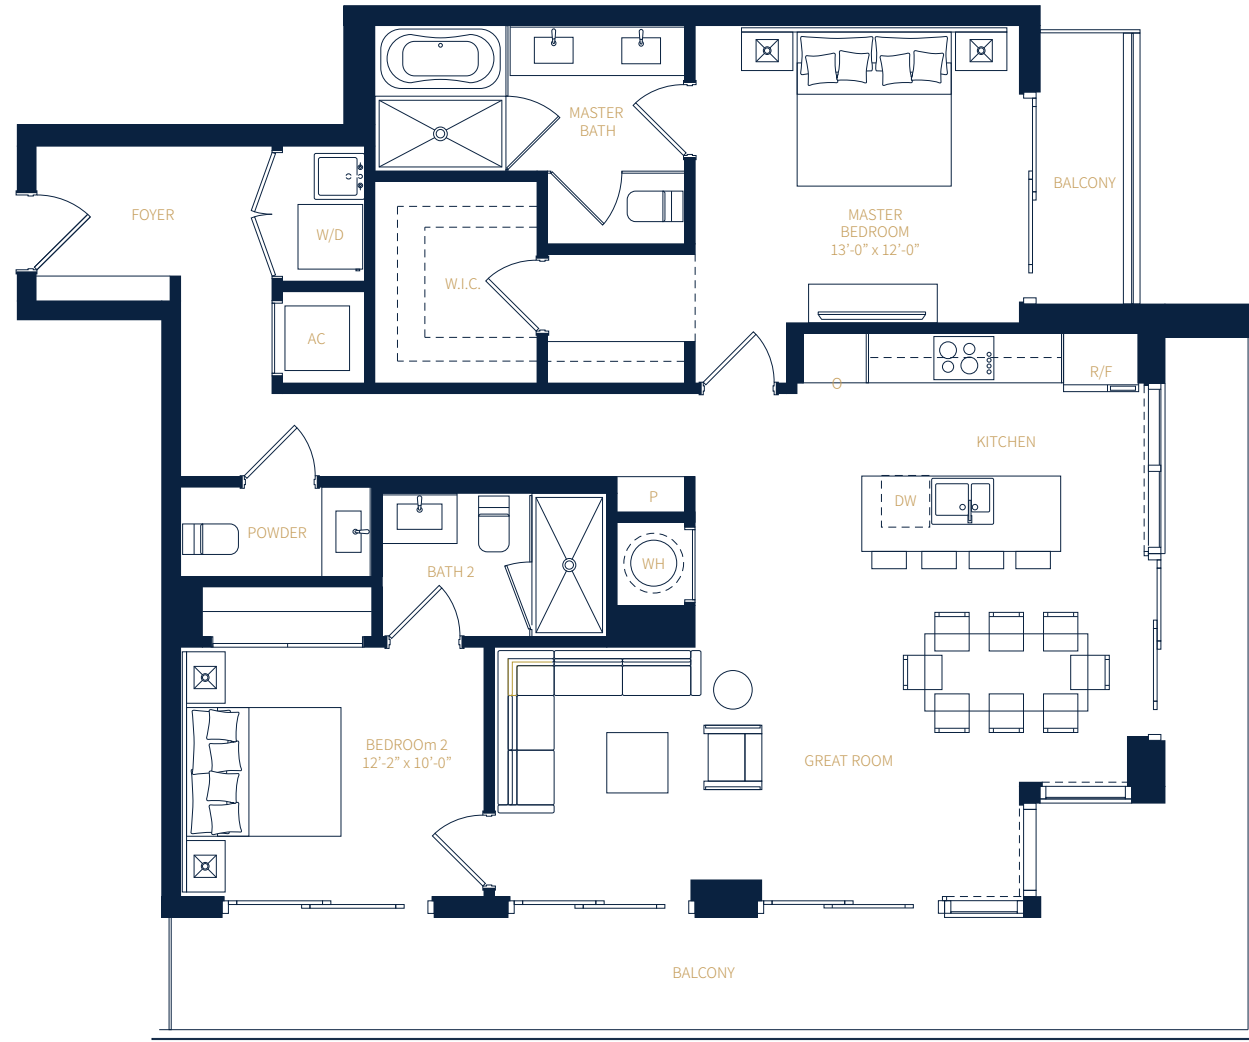 MASTER
BATH
BALCONY
FOYER
W/D
MASTER
BEDROOM
13'-0” x 12'-0”
W.I.C.
AC
O
R/F
KITCHEN
P
DW
POWDER
BATH 2
WH
BEDROOm 2
12'-2” x 10'-0”
GREAT ROOM
BALCONY